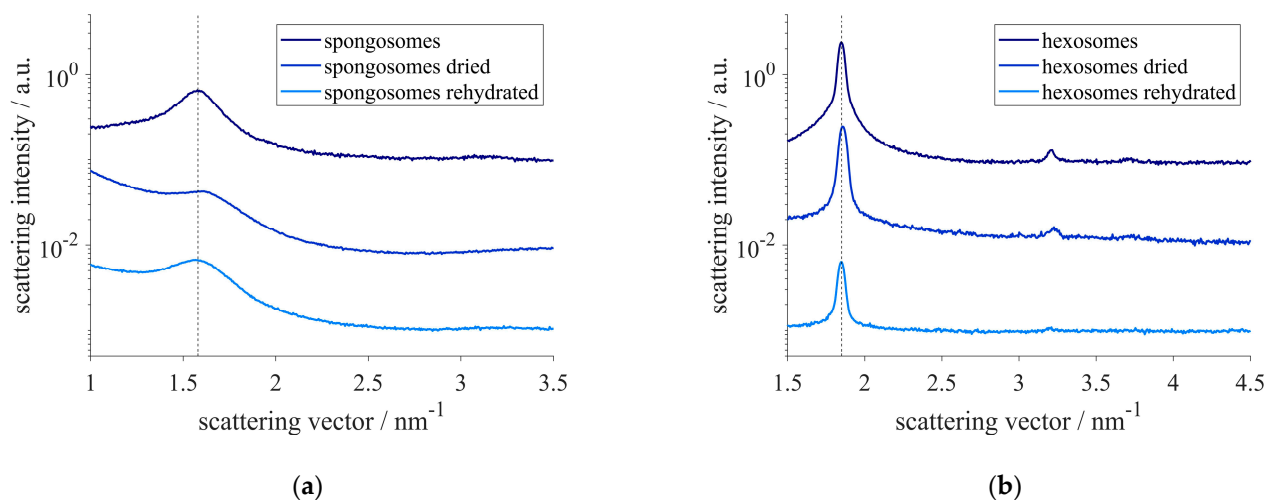 spongosomes
spongosomes dried
spongosomes rehydrated
10^0
10^-2
scattering intensity / a.u.
1 1.5 2 2.5 3 3.5
scattering vector / nm^-1
(a)
hexosomes
hexosomes dried
hexosomes rehydrated
10^0
10^-2
scattering intensity / a.u.
1.5 2 2.5 3 3.5 4 4.5
scattering vector / nm^-1
(b)